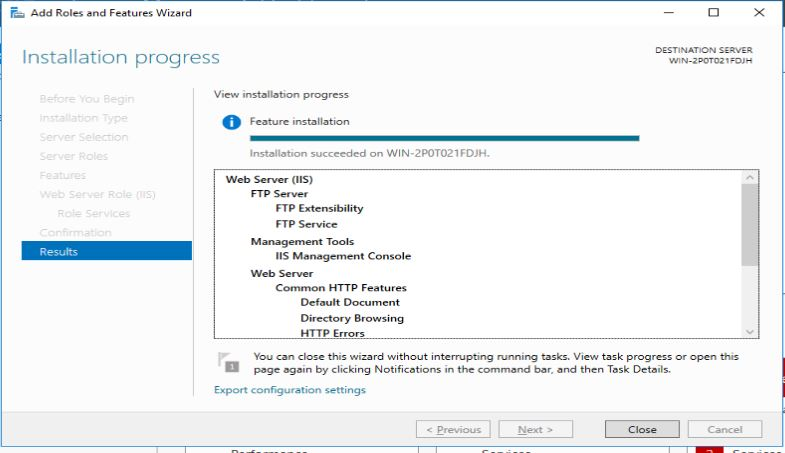 Add Roles and Features Wizard
Installation progress
DESTINATION SERVER
WIN-2P0T021FDJH
Before You Begin
Installation Type
Server Selection
Server Roles
Features
Web Server Role (IIS)
Role Services
Confirmation
Results
View installation progress
Feature installation
Installation succeeded on WIN-2P0T021FDJH.
Web Server (IIS)
FTP Server
FTP Extensibility
FTP Service
Management Tools
IIS Management Console
Web Server
Common HTTP Features
Default Document
Directory Browsing
HTTP Errors
1
You can close this wizard without interrupting running tasks. View task progress or open this
page again by clicking Notifications in the command bar, and then Task Details.
Export configuration settings
< Previous
Next >
Close
Cancel
Performance
Services
2
Services